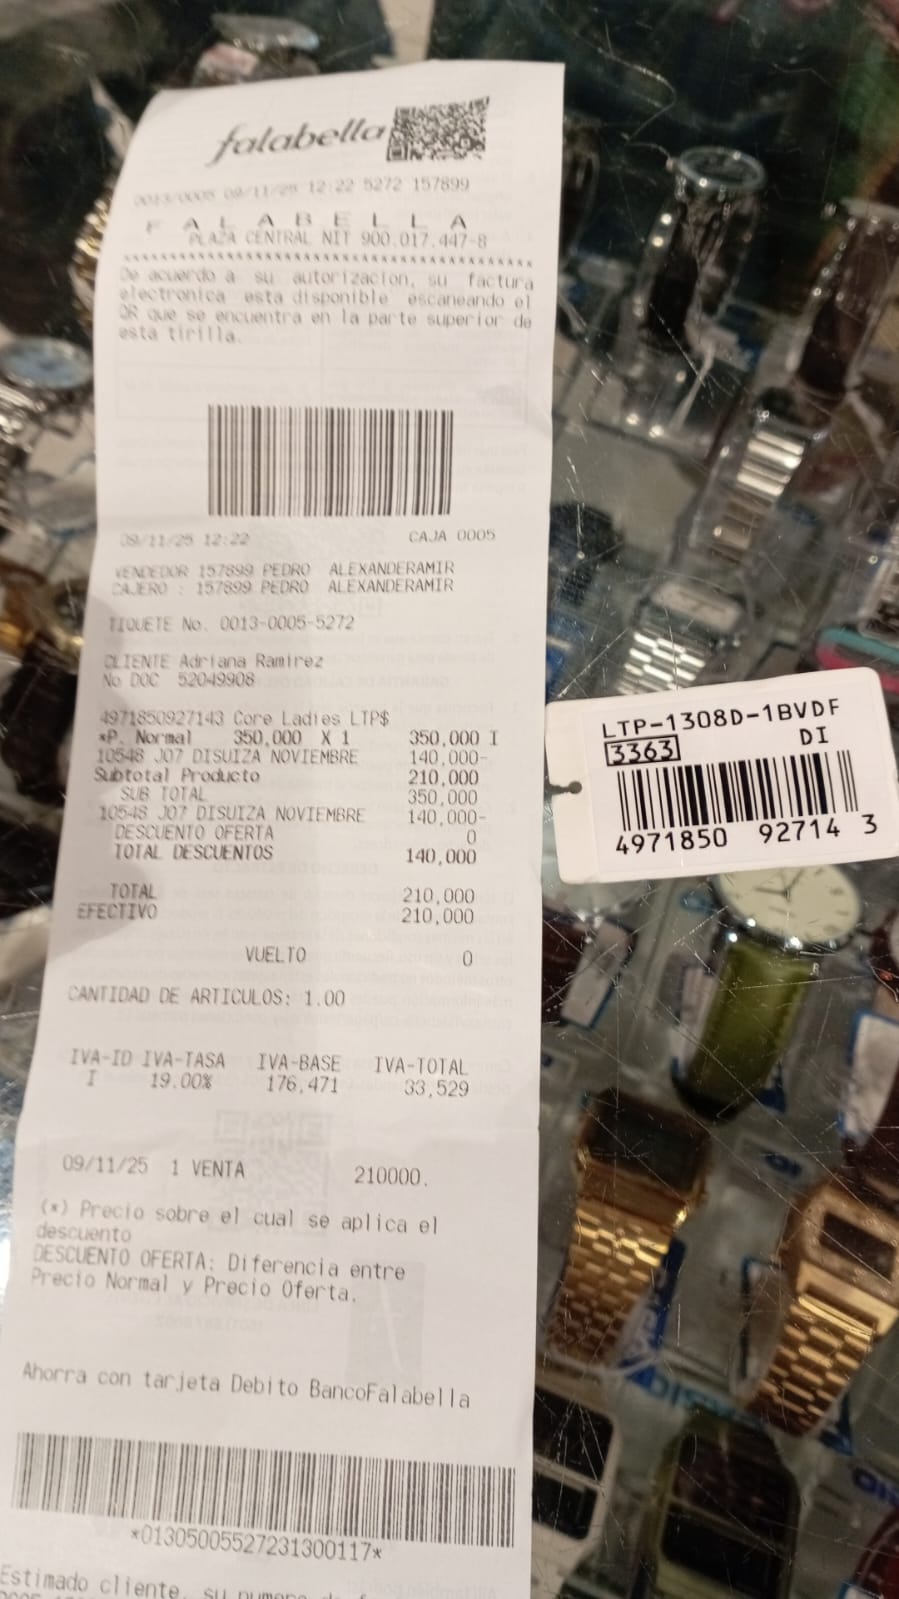 falabella
0013/0005 09/11/25 12:22 5272 157899
F A L A B E L L A
PLAZA CENTRAL NIT 900.017.447-8
De acuerdo a su autorizacion, su factura
electronica esta disponible escaneando el
QR que se encuentra en la parte superior de
esta tirilla.
09/11/25 12:22 CAJA 0005
VENDEDOR 157899 PEDRO ALEXANDERAMIR
CAJERO : 157899 PEDRO ALEXANDERAMIR
TIQUETE No. 0013-0005-5272
CLIENTE Adriana Ramirez
No DOC 52049908
4971850927143 Core Ladies LTP$
*P. Normal 350,000 X 1 350,000 I
10548 J07 DISUIZA NOVIEMBRE 140,000-
Subtotal Producto 210,000
SUB TOTAL 350,000
10548 J07 DISUIZA NOVIEMBRE 140,000-
DESCUENTO OFERTA 0
TOTAL DESCUENTOS 140,000
TOTAL 210,000
EFECTIVO 210,000
VUELTO 0
CANTIDAD DE ARTICULOS: 1.00
IVA-ID IVA-TASA IVA-BASE IVA-TOTAL
I 19.00% 176,471 33,529
09/11/25 1 VENTA 210000.
(*) Precio sobre el cual se aplica el
descuento
DESCUENTO OFERTA: Diferencia entre
Precio Normal y Precio Oferta.
Ahorra con tarjeta Debito BancoFalabella
*01305005527231300117*
Estimado cliente, su numero de
LTP-1308D-1BVDF
3363 DI
4971850 92714 3